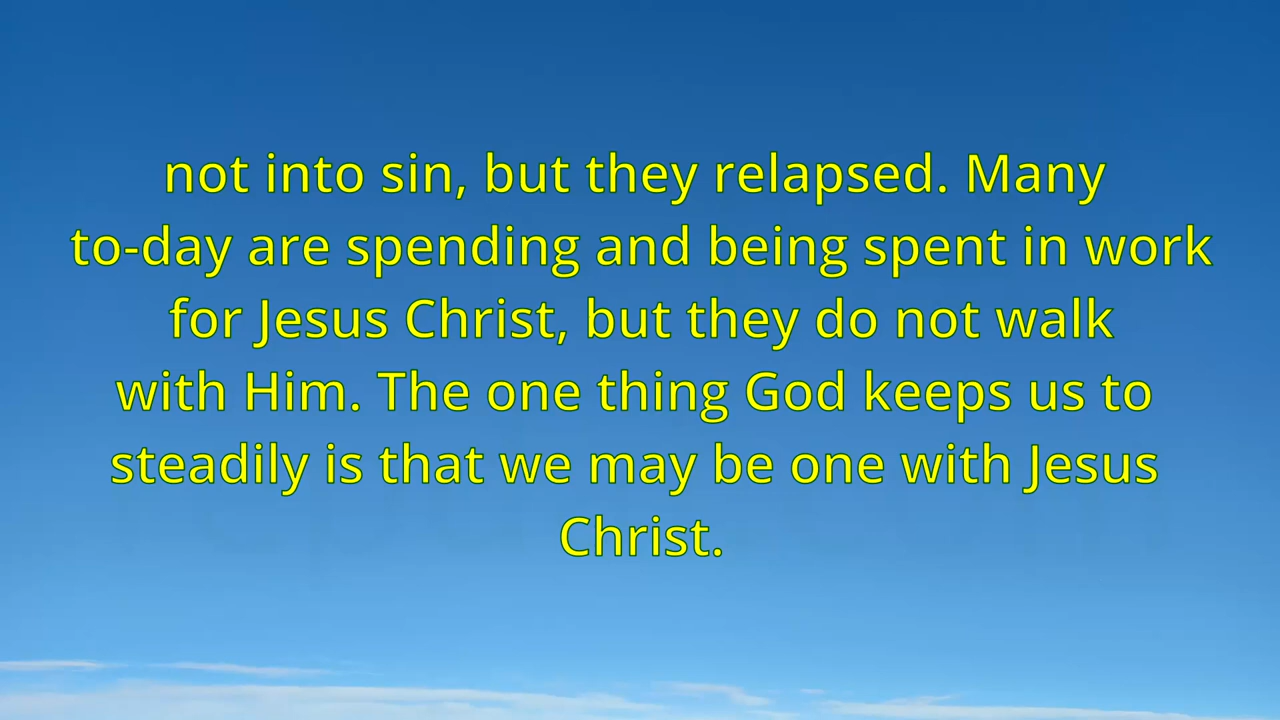 not into sin, but they relapsed. Many
to-day are spending and being spent in work
for Jesus Christ, but they do not walk
with Him. The one thing God keeps us to
steadily is that we may be one with Jesus
Christ.